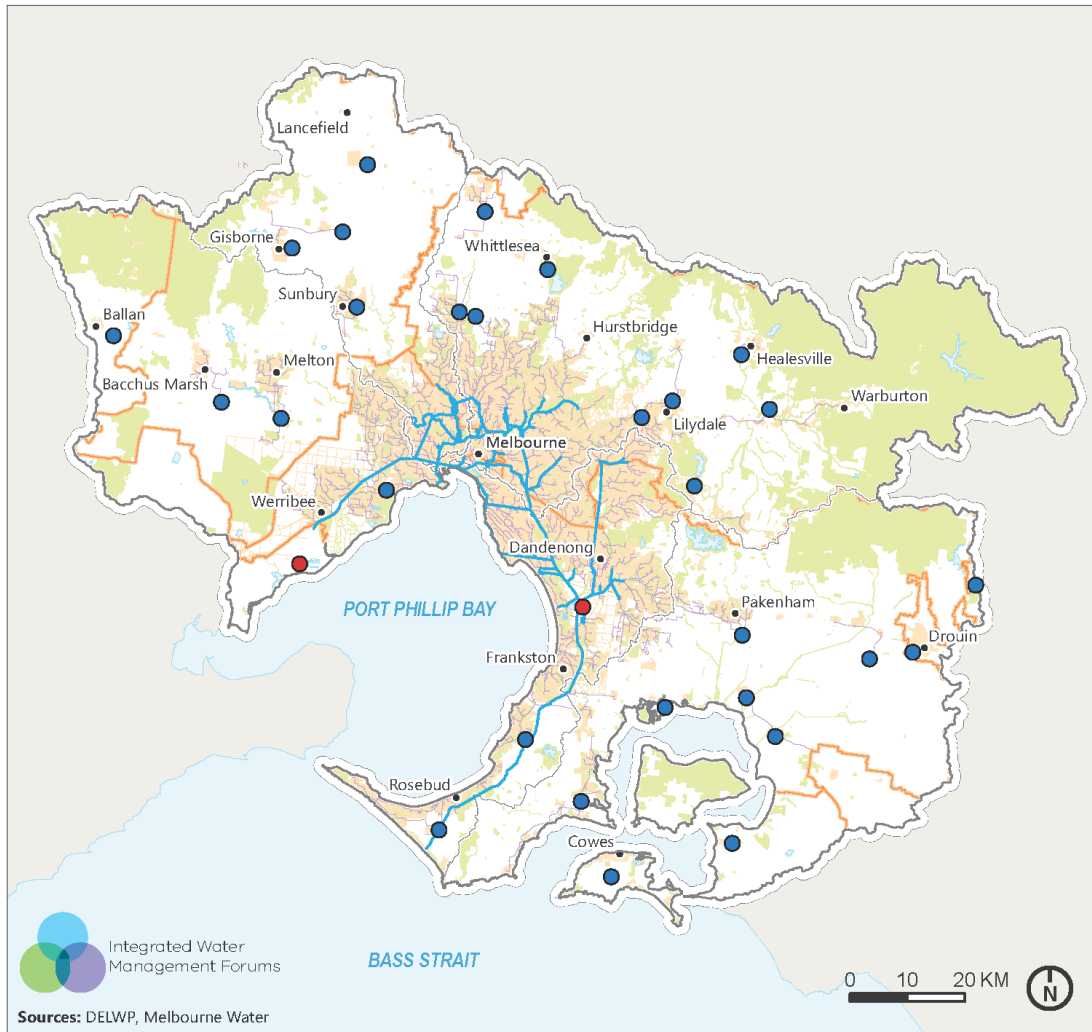 Lancefield
Gisborne
Whittlesea
Sunbury
Ballan
Hurstbridge
Healesville
Melton
Bacchus Marsh
Warburton
Lilydale
Melbourne
Werribee
Dandenong
PORT PHILLIP BAY
Pakenham
Drouin
Frankston
Rosebud
Cowes
Integrated Water
Management Forums
BASS STRAIT
0 10 20 KM
N
Sources: DELWP, Melbourne Water